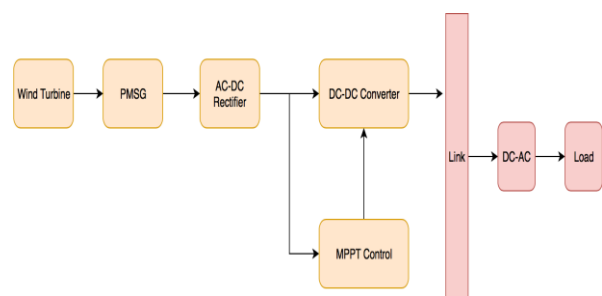 Wind Turbine
PMSG
AC-DC
Rectifier
DC-DC Converter
MPPT Control
Link
DC-AC
Load